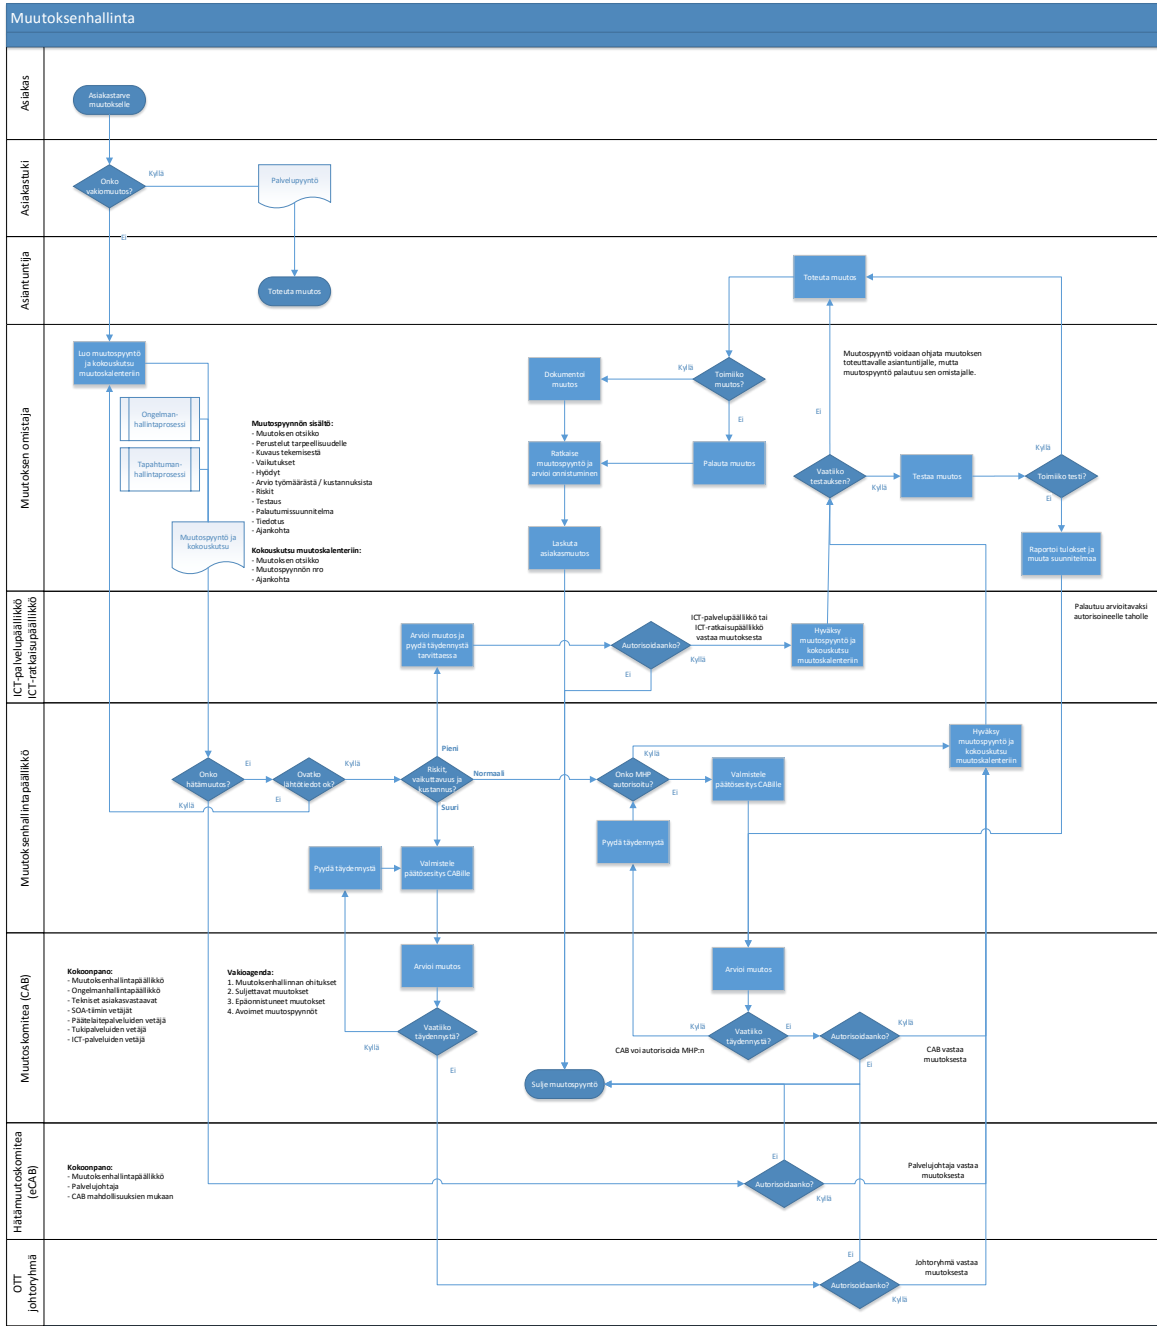 Muutoksenhallinta
Asiakas
Asiakastarve
muutokselle
Asiakastuki
Onko
vakiomuutos?
Kyllä
Palvelupyyntö
Ei
Asiantuntija
Toteuta muutos
Toteuta muutos
Muutoksen omistaja
Luo muutospyyntö
ja kokouskutsu
muutoskalenteriin
Ongelman-
hallintaprosessi
Tapahtuman-
hallintaprosessi
Muutospyyntö ja
kokouskutsu
Muutospyynnön sisältö:
- Muutoksen otsikko
- Perustelut tarpeellisuudelle
- Kuvaus tekemisestä
- Vaikutukset
- Hyödyt
- Arvio työmäärästä / kustannuksista
- Riskit
- Testaus
- Palautumissuunnitelma
- Tiedotus
- Ajankohta
Kokouskutsu muutoskalenteriin:
- Muutoksen otsikko
- Muutospyynnön nro
- Ajankohta
Dokumentoi
muutos
Kyllä
Toimiiko
muutos?
Ei
Ratkaise
muutospyyntö ja
arvioi onnistuminen
Palauta muutos
Laskuta
asiakasmuutos
Muutospyyntö voidaan ohjata muutoksen
toteuttavalle asiantuntijalle, mutta
muutospyyntö palautuu sen omistajalle.
Ei
Vaatiiko
testauksen?
Kyllä
Testaa muutos
Kyllä
Toimiiko testi?
Ei
Raportoi tulokset ja
muuta suunnitelmaa
ICT-palvelupäällikkö
ICT-ratkaisupäällikkö
Arvioi muutos ja
pyydä täydennystä
tarvittaessa
Autorisoidaanko?
Ei
ICT-palvelupäällikkö tai
ICT-ratkaisupäällikkö
vastaa muutoksesta
Kyllä
Hyväksy
muutospyyntö ja
kokouskutsu
muutoskalenteriin
Palautuu arvioitavaksi
autorisoineelle taholle
Muutoksenhallintapäällikkö
Onko
hätämuutos?
Ei
Kyllä
Ovatko
lähtötiedot ok?
Kyllä
Ei
Pieni
Riskit,
vaikuttavuus ja
kustannus?
Normaali
Suuri
Onko MHP
autorisoitu?
Kyllä
Ei
Valmistele
päätösesitys CABille
Hyväksy
muutospyyntö ja
kokouskutsu
muutoskalenteriin
Pyydä täydennystä
Pyydä täydennystä
Valmistele
päätösesitys CABille
Muutoskomitea (CAB)
Kokoonpano:
- Muutoksenhallintapäällikkö
- Ongelmanhallintapäällikkö
- Tekniset asiakasvastaavat
- SOA-tiimin vetäjät
- Päätelaitepalveluiden vetäjä
- Tukipalveluiden vetäjä
- ICT-palveluiden vetäjä
Vakioagenda:
1. Muutoksenhallinnan ohitukset
2. Suljettavat muutokset
3. Epäonnistuneet muutokset
4. Avoimet muutospyynnöt
Arvioi muutos
Vaatiiko
täydennystä?
Kyllä
Ei
Arvioi muutos
Kyllä
Vaatiiko
täydennystä?
Ei
CAB voi autorisoida MHP:n
Autorisoidaanko?
Kyllä
Ei
CAB vastaa
muutoksesta
Sulje muutospyyntö
Hätämuutoskomitea
(eCAB)
Kokoonpano:
- Muutoksenhallintapäällikkö
- Palvelujohtaja
- CAB mahdollisuuksien mukaan
Ei
Autorisoidaanko?
Kyllä
Palvelujohtaja vastaa
muutoksesta
OTT
johtoryhmä
Ei
Autorisoidaanko?
Kyllä
Johtoryhmä vastaa
muutoksesta